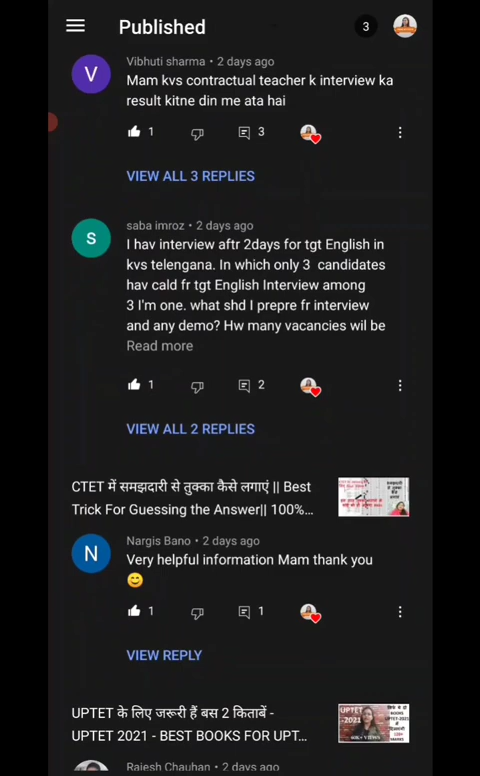 Published
3
V
Vibhuti sharma • 2 days ago
Mam kvs contractual teacher k interview ka
result kitne din me ata hai
1
3
VIEW ALL 3 REPLIES
S
saba imroz • 2 days ago
I hav interview aftr 2days for tgt English in
kvs telengana. In which only 3 candidates
hav cald fr tgt English Interview among
3 I'm one. what shd I prepre fr interview
and any demo? Hw many vacancies wil be
Read more
1
2
VIEW ALL 2 REPLIES
CTET में समझदारी से तुक्का कैसे लगाएं || Best
Trick For Guessing the Answer|| 100%...
N
Nargis Bano • 2 days ago
Very helpful information Mam thank you
😊
1
1
VIEW REPLY
UPTET के लिए जरूरी हैं बस 2 किताबें -
UPTET 2021 - BEST BOOKS FOR UPT...
UPTET
-2021
Rajesh Chauhan • 2 days ago